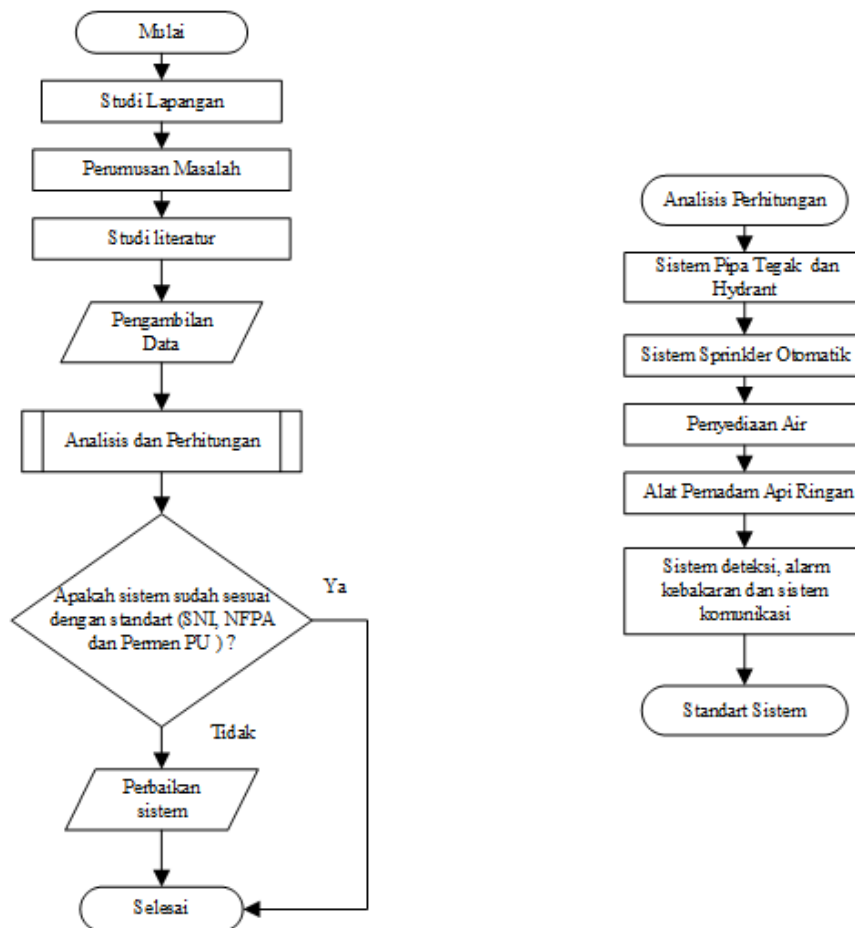 Mulai
Studi Lapangan
Perumusan Masalah
Studi literatur
Pengambilan
Data
Analisis dan Perhitungan
Apakah sistem sudah sesuai
dengan standart (SNI, NFPA
dan Permen PU ) ?
Ya
Tidak
Perbaikan
sistem
Selesai
Analisis Perhitungan
Sistem Pipa Tegak dan
Hydrant
Sistem Sprinkler Otomatik
Penyediaan Air
Alat Pemadam Api Ringan
Sistem deteksi, alarm
kebakaran dan sistem
komunikasi
Standart Sistem